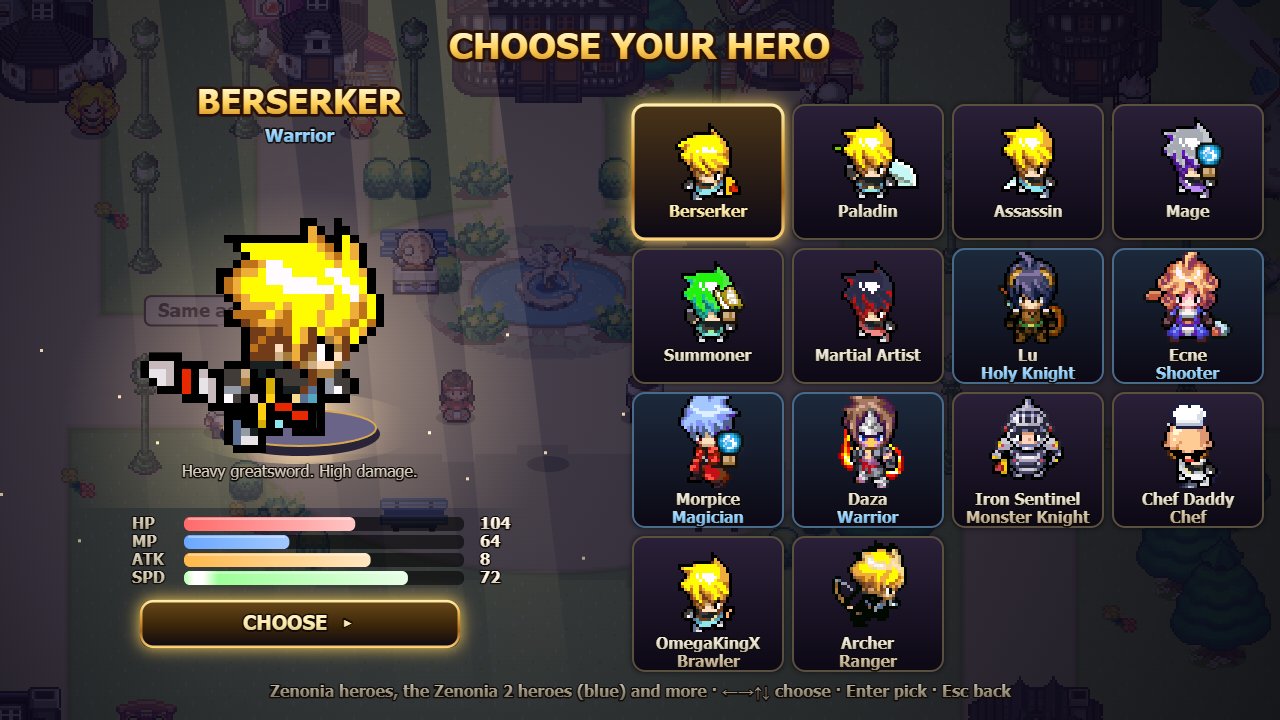 CHOOSE YOUR HERO
BERSERKER
Warrior
Same a
Heavy greatsword. High damage.
HP 104
MP 64
ATK 8
SPD 72
CHOOSE ▸
Berserker
Paladin
Assassin
Mage
Summoner
Martial Artist
Lu
Holy Knight
Ecne
Shooter
Morpice
Magician
Daza
Warrior
Iron Sentinel
Monster Knight
Chef Daddy
Chef
OmegaKingX
Brawler
Archer
Ranger
Zenonia heroes, the Zenonia 2 heroes (blue) and more · ←→↑↓ choose · Enter pick · Esc back